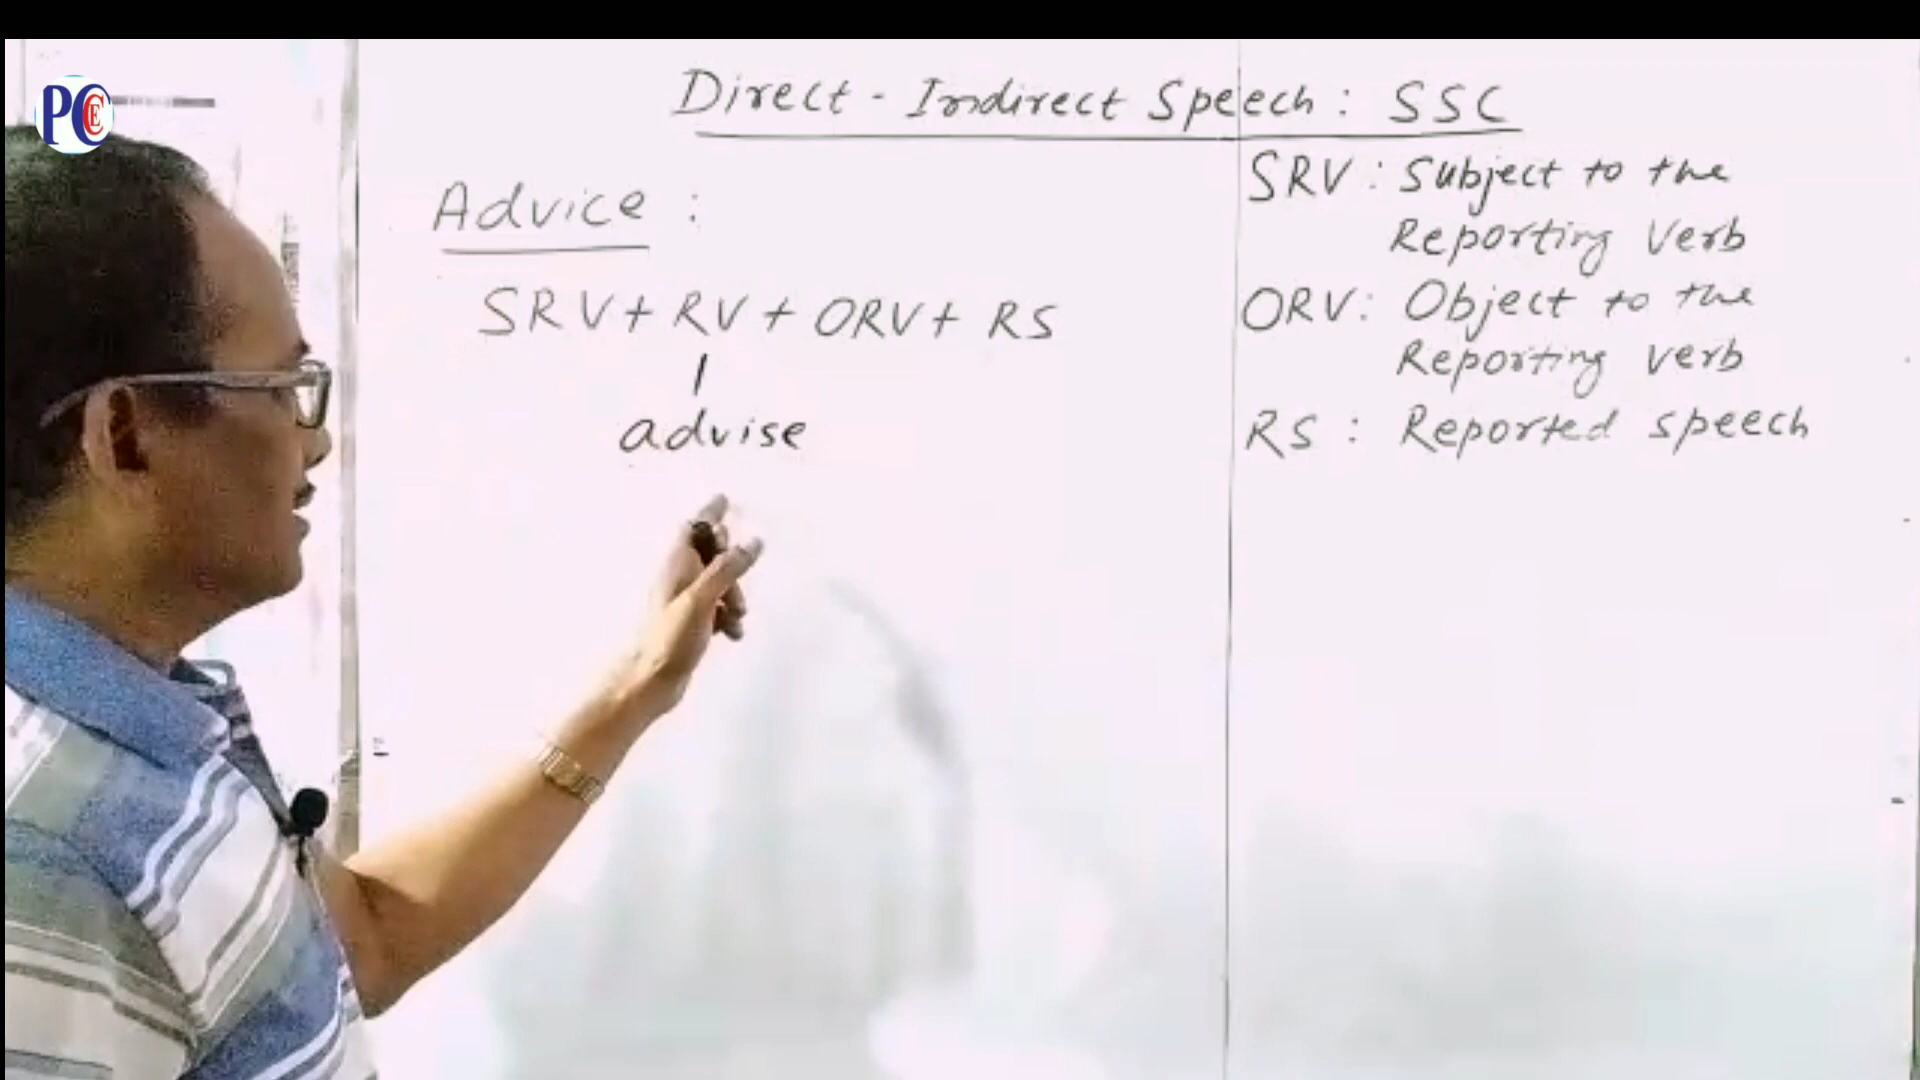 PCEC
Direct - Indirect Speech : SSC
Advice :
SRV + RV + ORV + RS
advise
SRV : Subject to the
Reporting Verb
ORV : Object to the
Reporting verb
RS : Reported speech